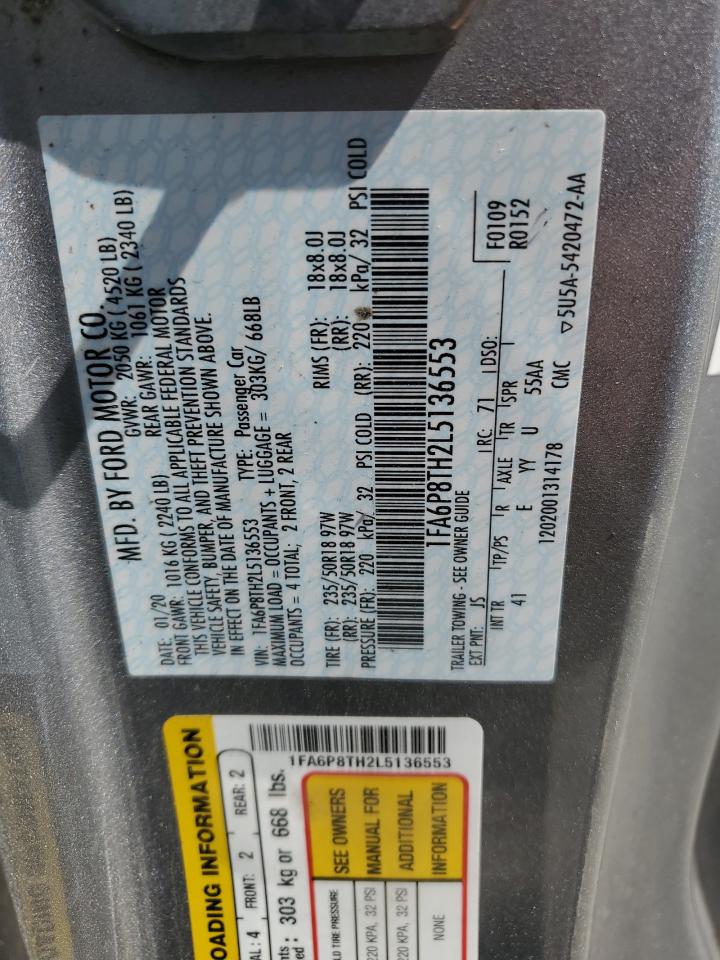 MFD. BY FORD MOTOR CO.
DATE: 01/20 GVWR: 2050 KG ( 4520 LB)
FRONT GAWR: 1016 KG ( 2240 LB) REAR GAWR: 1061 KG ( 2340 LB)
THIS VEHICLE CONFORMS TO ALL APPLICABLE FEDERAL MOTOR
VEHICLE SAFETY, BUMPER, AND THEFT PREVENTION STANDARDS
IN EFFECT ON THE DATE OF MANUFACTURE SHOWN ABOVE.
VIN: 1FA6P8TH2L5136553 TYPE: Passenger Car
MAXIMUM LOAD = OCCUPANTS + LUGGAGE = 303KG/ 668LB
OCCUPANTS = 4 TOTAL; 2 FRONT, 2 REAR
TIRE (FR): 235/50R18 97W RIMS (FR): 18x8.0J
(RR): 235/50R18 97W (RR): 18x8.0J
PRESSURE (FR): 220 kPa/ 32 PSI COLD (RR): 220 kPa/ 32 PSI COLD
1FA6P8TH2L5136553
TRAILER TOWING - SEE OWNER GUIDE
F0109
R0152
EXT PNT: JS RC: 71 DSO:
INT TR TP/PS R AXLE TR SPR
41 E YY U 55AA
1202001314178 CMC ▽5U5A-5420472-AA
1FA6P8TH2L5136553
OADING INFORMATION
AL: 4 FRONT: 2 REAR: 2
303 kg or 668 lbs.
LD TIRE PRESSURE
220 KPA, 32 PSI
220 KPA, 32 PSI
NONE
SEE OWNERS
MANUAL FOR
ADDITIONAL
INFORMATION